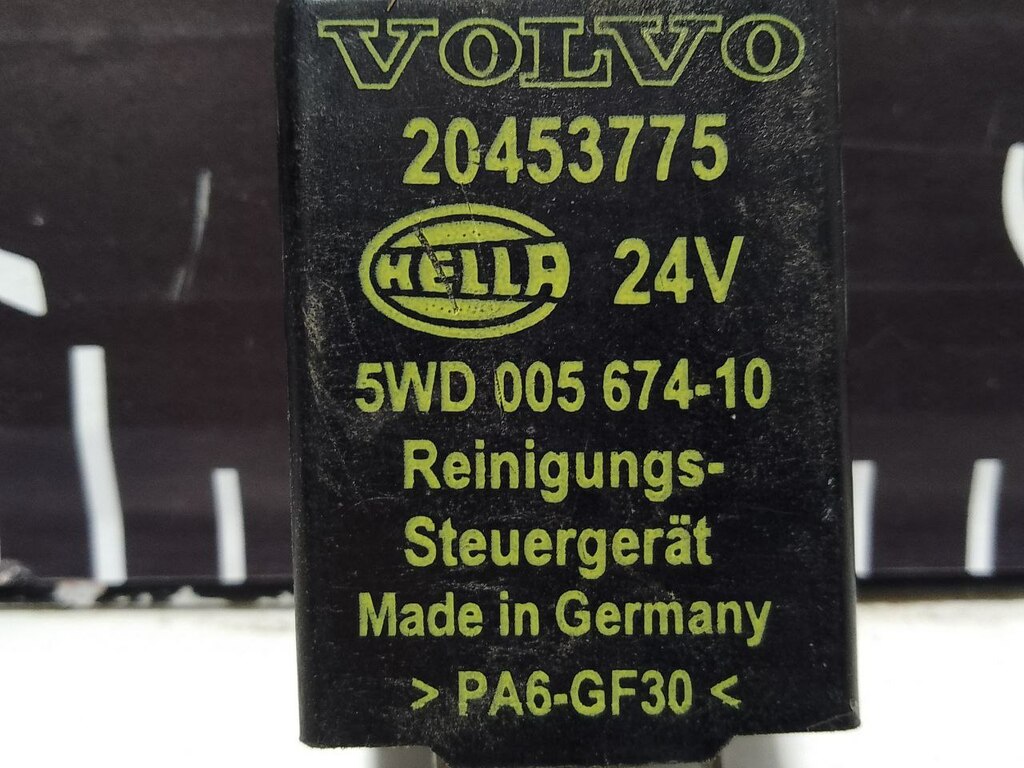 VOLVO
20453775
HELLA 24V
5WD 005 674-10
Reinigungs-
Steuergerät
Made in Germany
> PA6-GF30 <